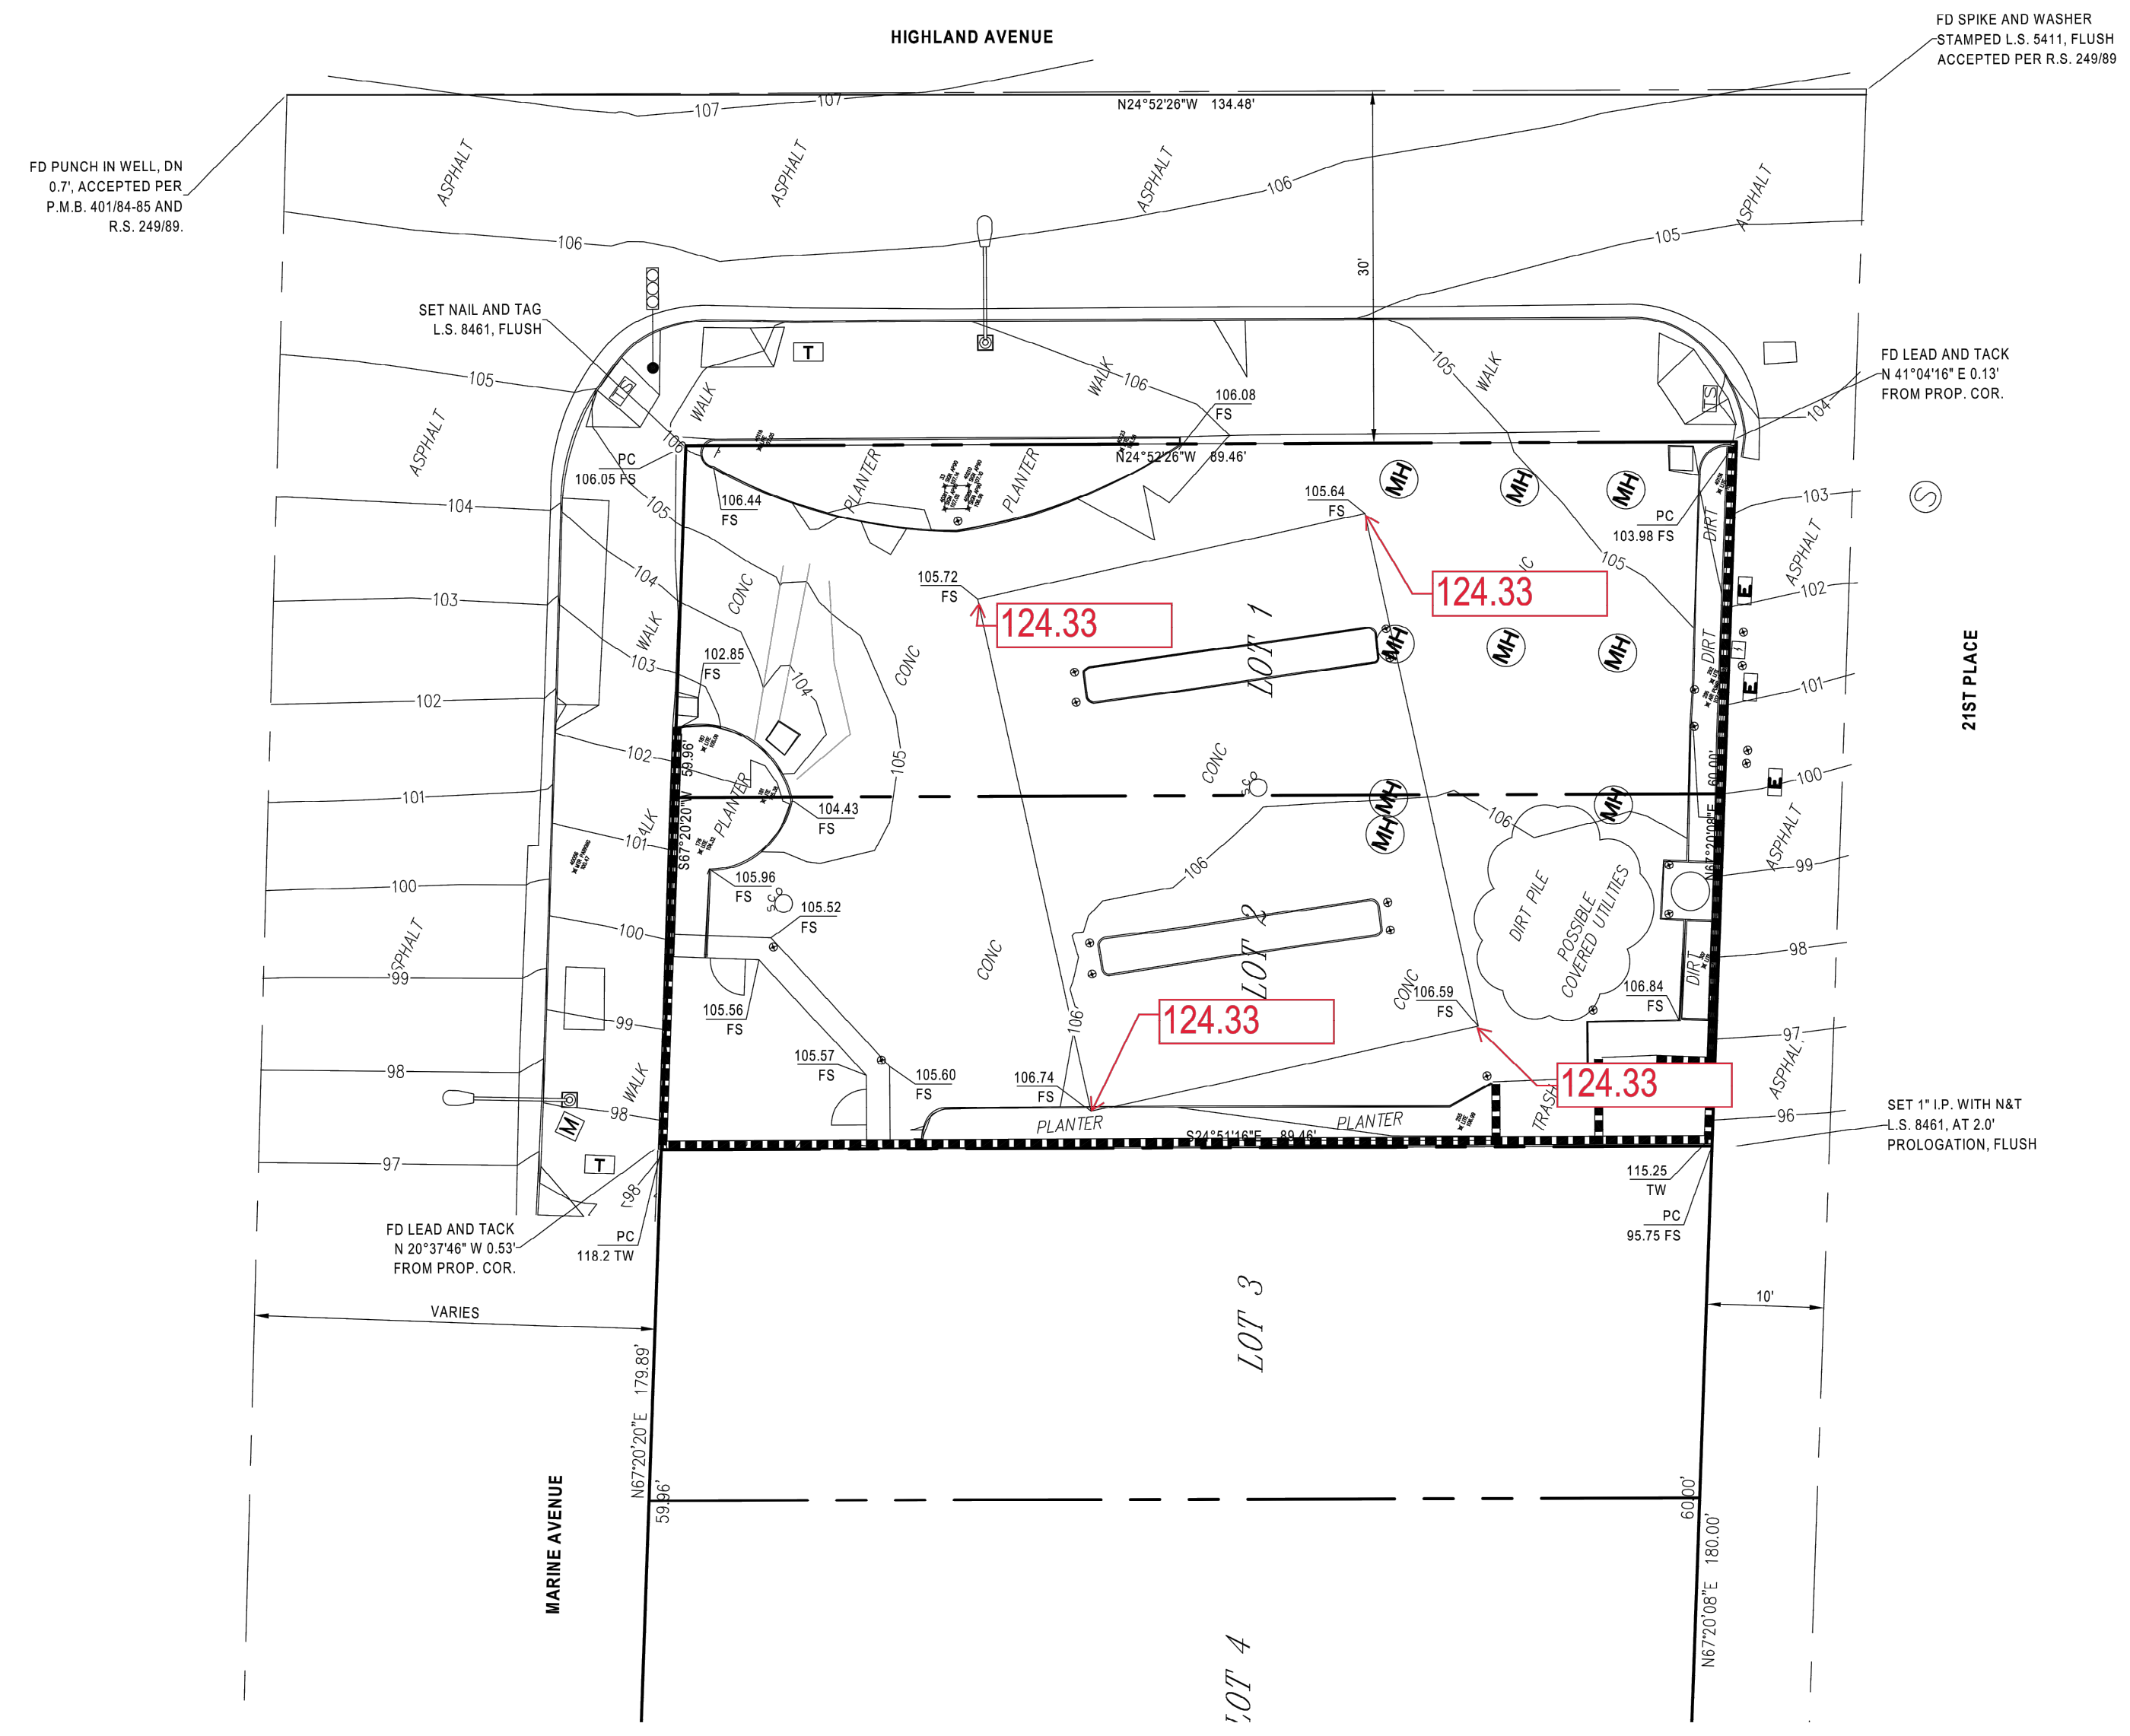 HIGHLAND AVENUE
FD SPIKE AND WASHER
STAMPED L.S. 5411, FLUSH
ACCEPTED PER R.S. 249/89
107
107
N24°52'26"W 134.48'
FD PUNCH IN WELL, DN
0.7', ACCEPTED PER
P.M.B. 401/84-85 AND
R.S. 249/89.
ASPHALT
ASPHALT
ASPHALT
ASPHALT
106
106
105
30'
SET NAIL AND TAG
L.S. 8461, FLUSH
T
FD LEAD AND TACK
N 41°04'16" E 0.13'
FROM PROP. COR.
105
TS
WALK
WALK
106
105
WALK
TS
104
106.08
FS
ASPHALT
106
N24°52'26"W 89.46'
PC
106.05 FS
PLANTER
PLANTER
MH
MH
MH
106.44
FS
105.64
FS
PC
103.98 FS
DIRT
103
S
104
105
ASPHALT
105.72
FS
124.33
124.33
105
104
CONC
E
102
103
WALK
103
LOT 1
MH
MH
MH
DIRT
21ST PLACE
102.85
FS
CONC
104
E
101
102
102
S67°20'20"W 59.96'
105
CONC
S.C.O
N67°20'08"E 60.00'
E
100
101
PLANTER
104.43
FS
MH
MH
MH
106
101
ASPHALT
106
99
100
105.96
FS
S.C.O
105.52
FS
DIRT PILE
POSSIBLE
COVERED UTILITIES
100
LOT 2
CONC
98
DIRT
99
CONC
106.59
FS
106.84
FS
105.56
FS
99
106
124.33
97
98
105.57
FS
105.60
FS
106.74
FS
124.33
ASPHALT
WALK
98
M
PLANTER
PLANTER
TRASH
96
SET 1" I.P. WITH N&T
L.S. 8461, AT 2.0'
PROLOGATION, FLUSH
S24°51'16"E 89.46'
97
T
98
115.25
TW
FD LEAD AND TACK
N 20°37'46" W 0.53'
FROM PROP. COR.
PC
118.2 TW
PC
95.75 FS
VARIES
10'
LOT 3
N67°20'20"E 179.89'
59.96'
60.00'
N67°20'08"E 180.00'
MARINE AVENUE
LOT 4